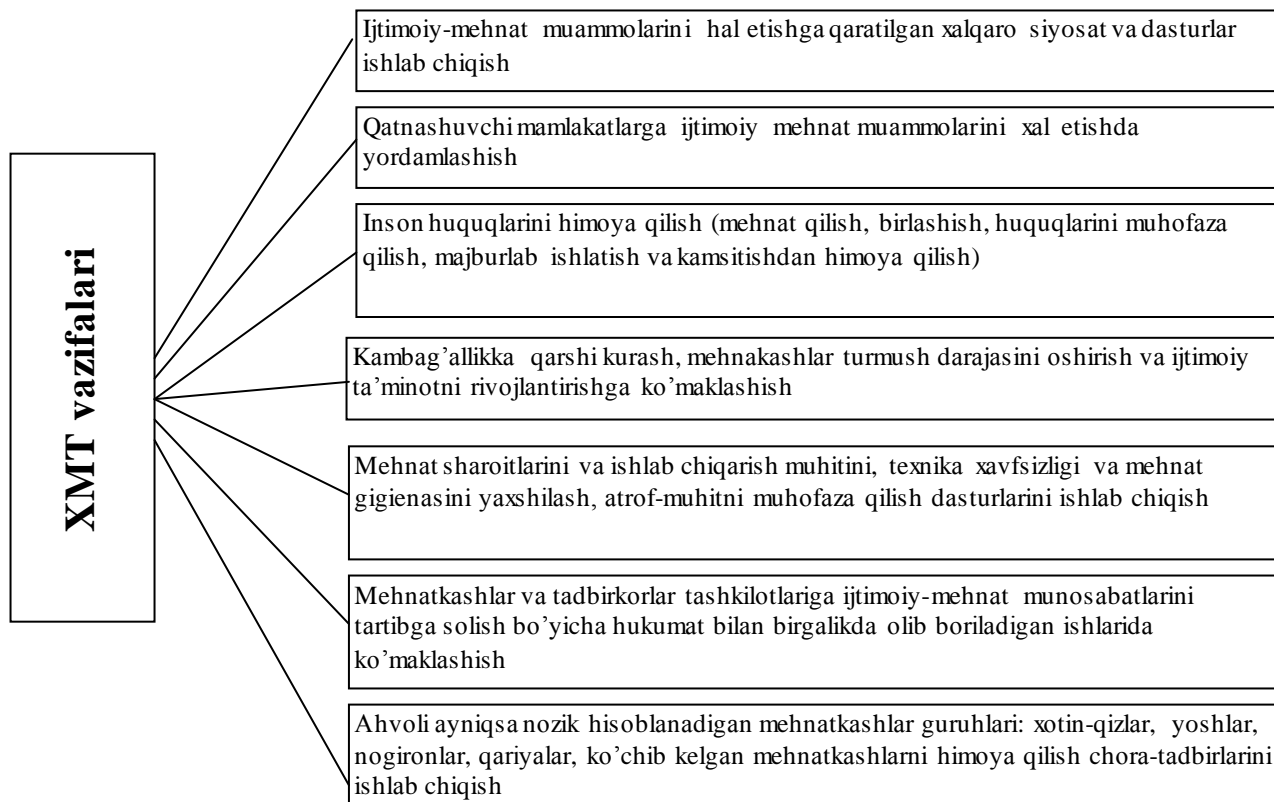 XMT vazifalari
Ijtimoiy-mehnat muammolarini hal etishga qaratilgan xalqaro siyosat va dasturlar
ishlab chiqish
Qatnashuvchi mamlakatlarga ijtimoiy mehnat muammolarini xal etishda
yordamlashish
Inson huquqlarini himoya qilish (mehnat qilish, birlashish, huquqlarini muhofaza
qilish, majburlab ishlatish va kamsitishdan himoya qilish)
Kambag’allikka qarshi kurash, mehnakashlar turmush darajasini oshirish va ijtimoiy
ta’minotni rivojlantirishga ko’maklashish
Mehnat sharoitlarini va ishlab chiqarish muhitini, texnika xavfsizligi va mehnat
gigienasini yaxshilash, atrof-muhitni muhofaza qilish dasturlarini ishlab chiqish
Mehnatkashlar va tadbirkorlar tashkilotlariga ijtimoiy-mehnat munosabatlarini
tartibga solish bo’yicha hukumat bilan birgalikda olib boriladigan ishlarida
ko’maklashish
Ahvoli ayniqsa nozik hisoblanadigan mehnatkashlar guruhlari: xotin-qizlar, yoshlar,
nogironlar, qariyalar, ko’chib kelgan mehnatkashlarni himoya qilish chora-tadbirlarini
ishlab chiqish